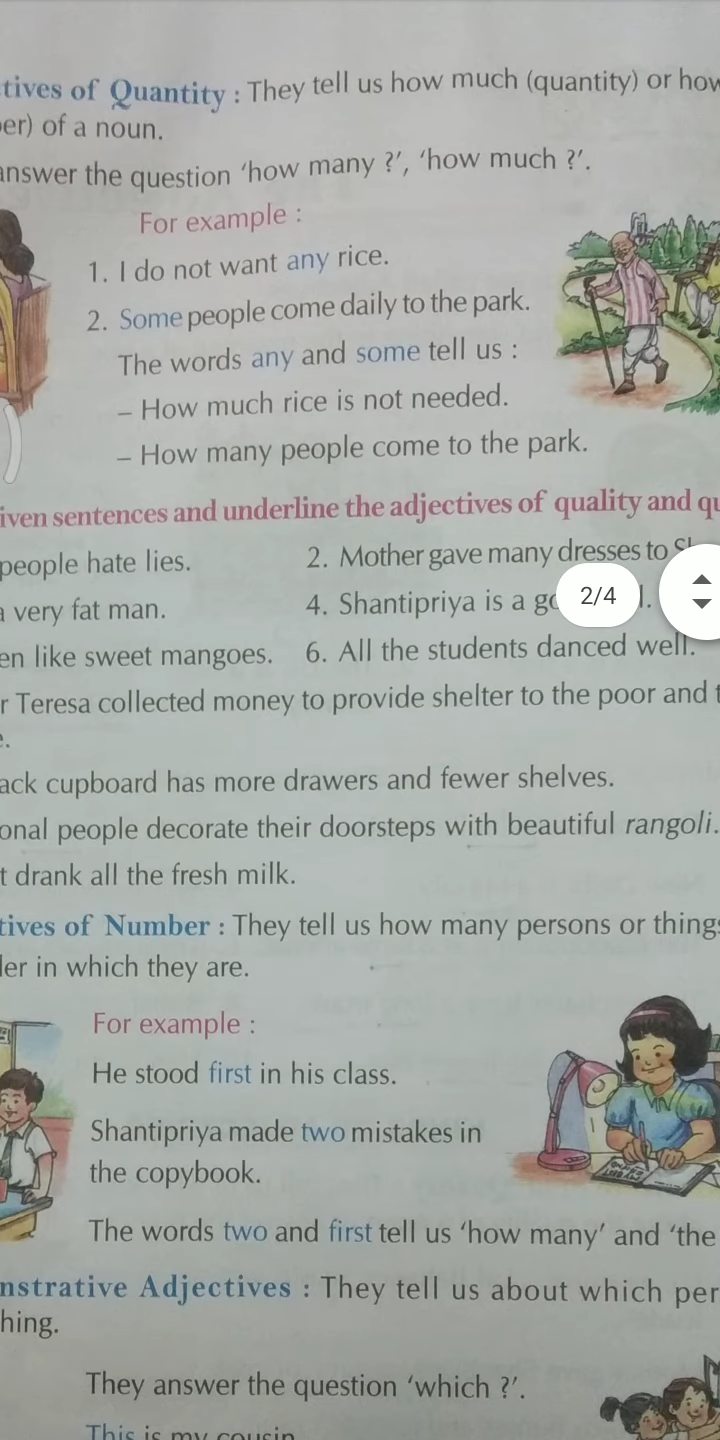 tives of Quantity : They tell us how much (quantity) or how
er) of a noun.
answer the question ‘how many ?’, ‘how much ?’.
For example :
1. I do not want any rice.
2. Some people come daily to the park.
The words any and some tell us :
– How much rice is not needed.
– How many people come to the park.
iven sentences and underline the adjectives of quality and qu
people hate lies. 2. Mother gave many dresses to
a very fat man. 4. Shantipriya is a l.
2/4
en like sweet mangoes. 6. All the students danced well.
r Teresa collected money to provide shelter to the poor and t
e.
ack cupboard has more drawers and fewer shelves.
onal people decorate their doorsteps with beautiful rangoli.
t drank all the fresh milk.
tives of Number : They tell us how many persons or things
er in which they are.
For example :
He stood first in his class.
Shantipriya made two mistakes in
the copybook.
The words two and first tell us ‘how many’ and ‘the
nstrative Adjectives : They tell us about which per
hing.
They answer the question ‘which ?’.
This is my cousin